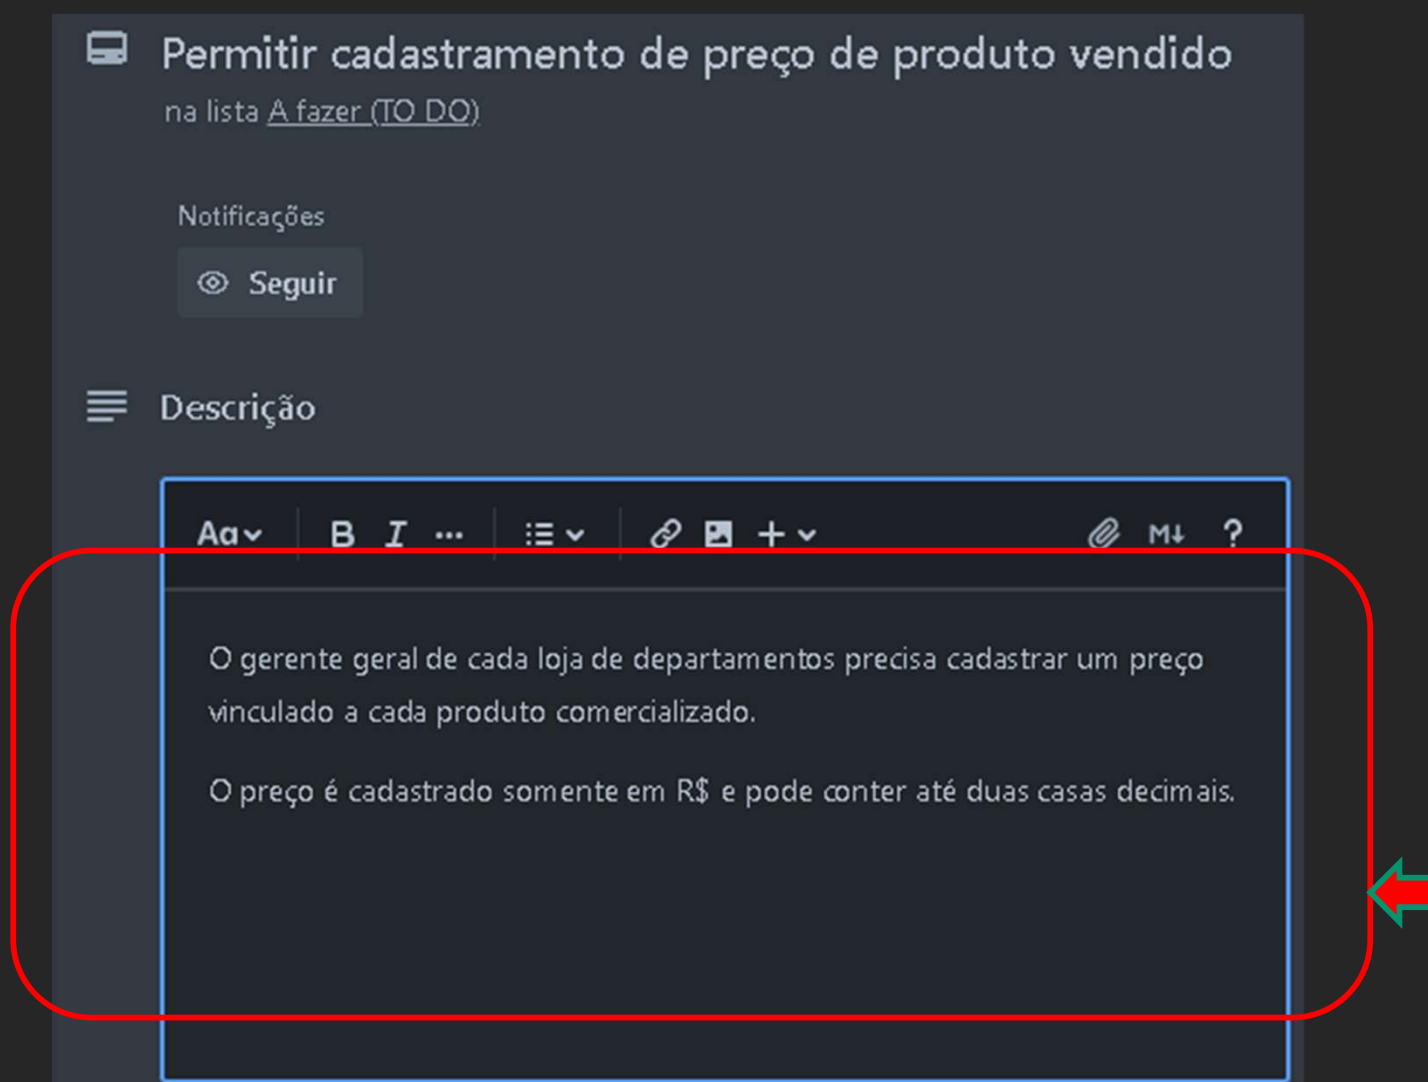 Permitir cadastramento de preço de produto vendido
na lista A fazer (TO DO)
Notificações
Seguir
Descrição
Aa B I ... M ?
O gerente geral de cada loja de departamentos precisa cadastrar um preço
vinculado a cada produto comercializado.
O preço é cadastrado somente em R$ e pode conter até duas casas decimais.